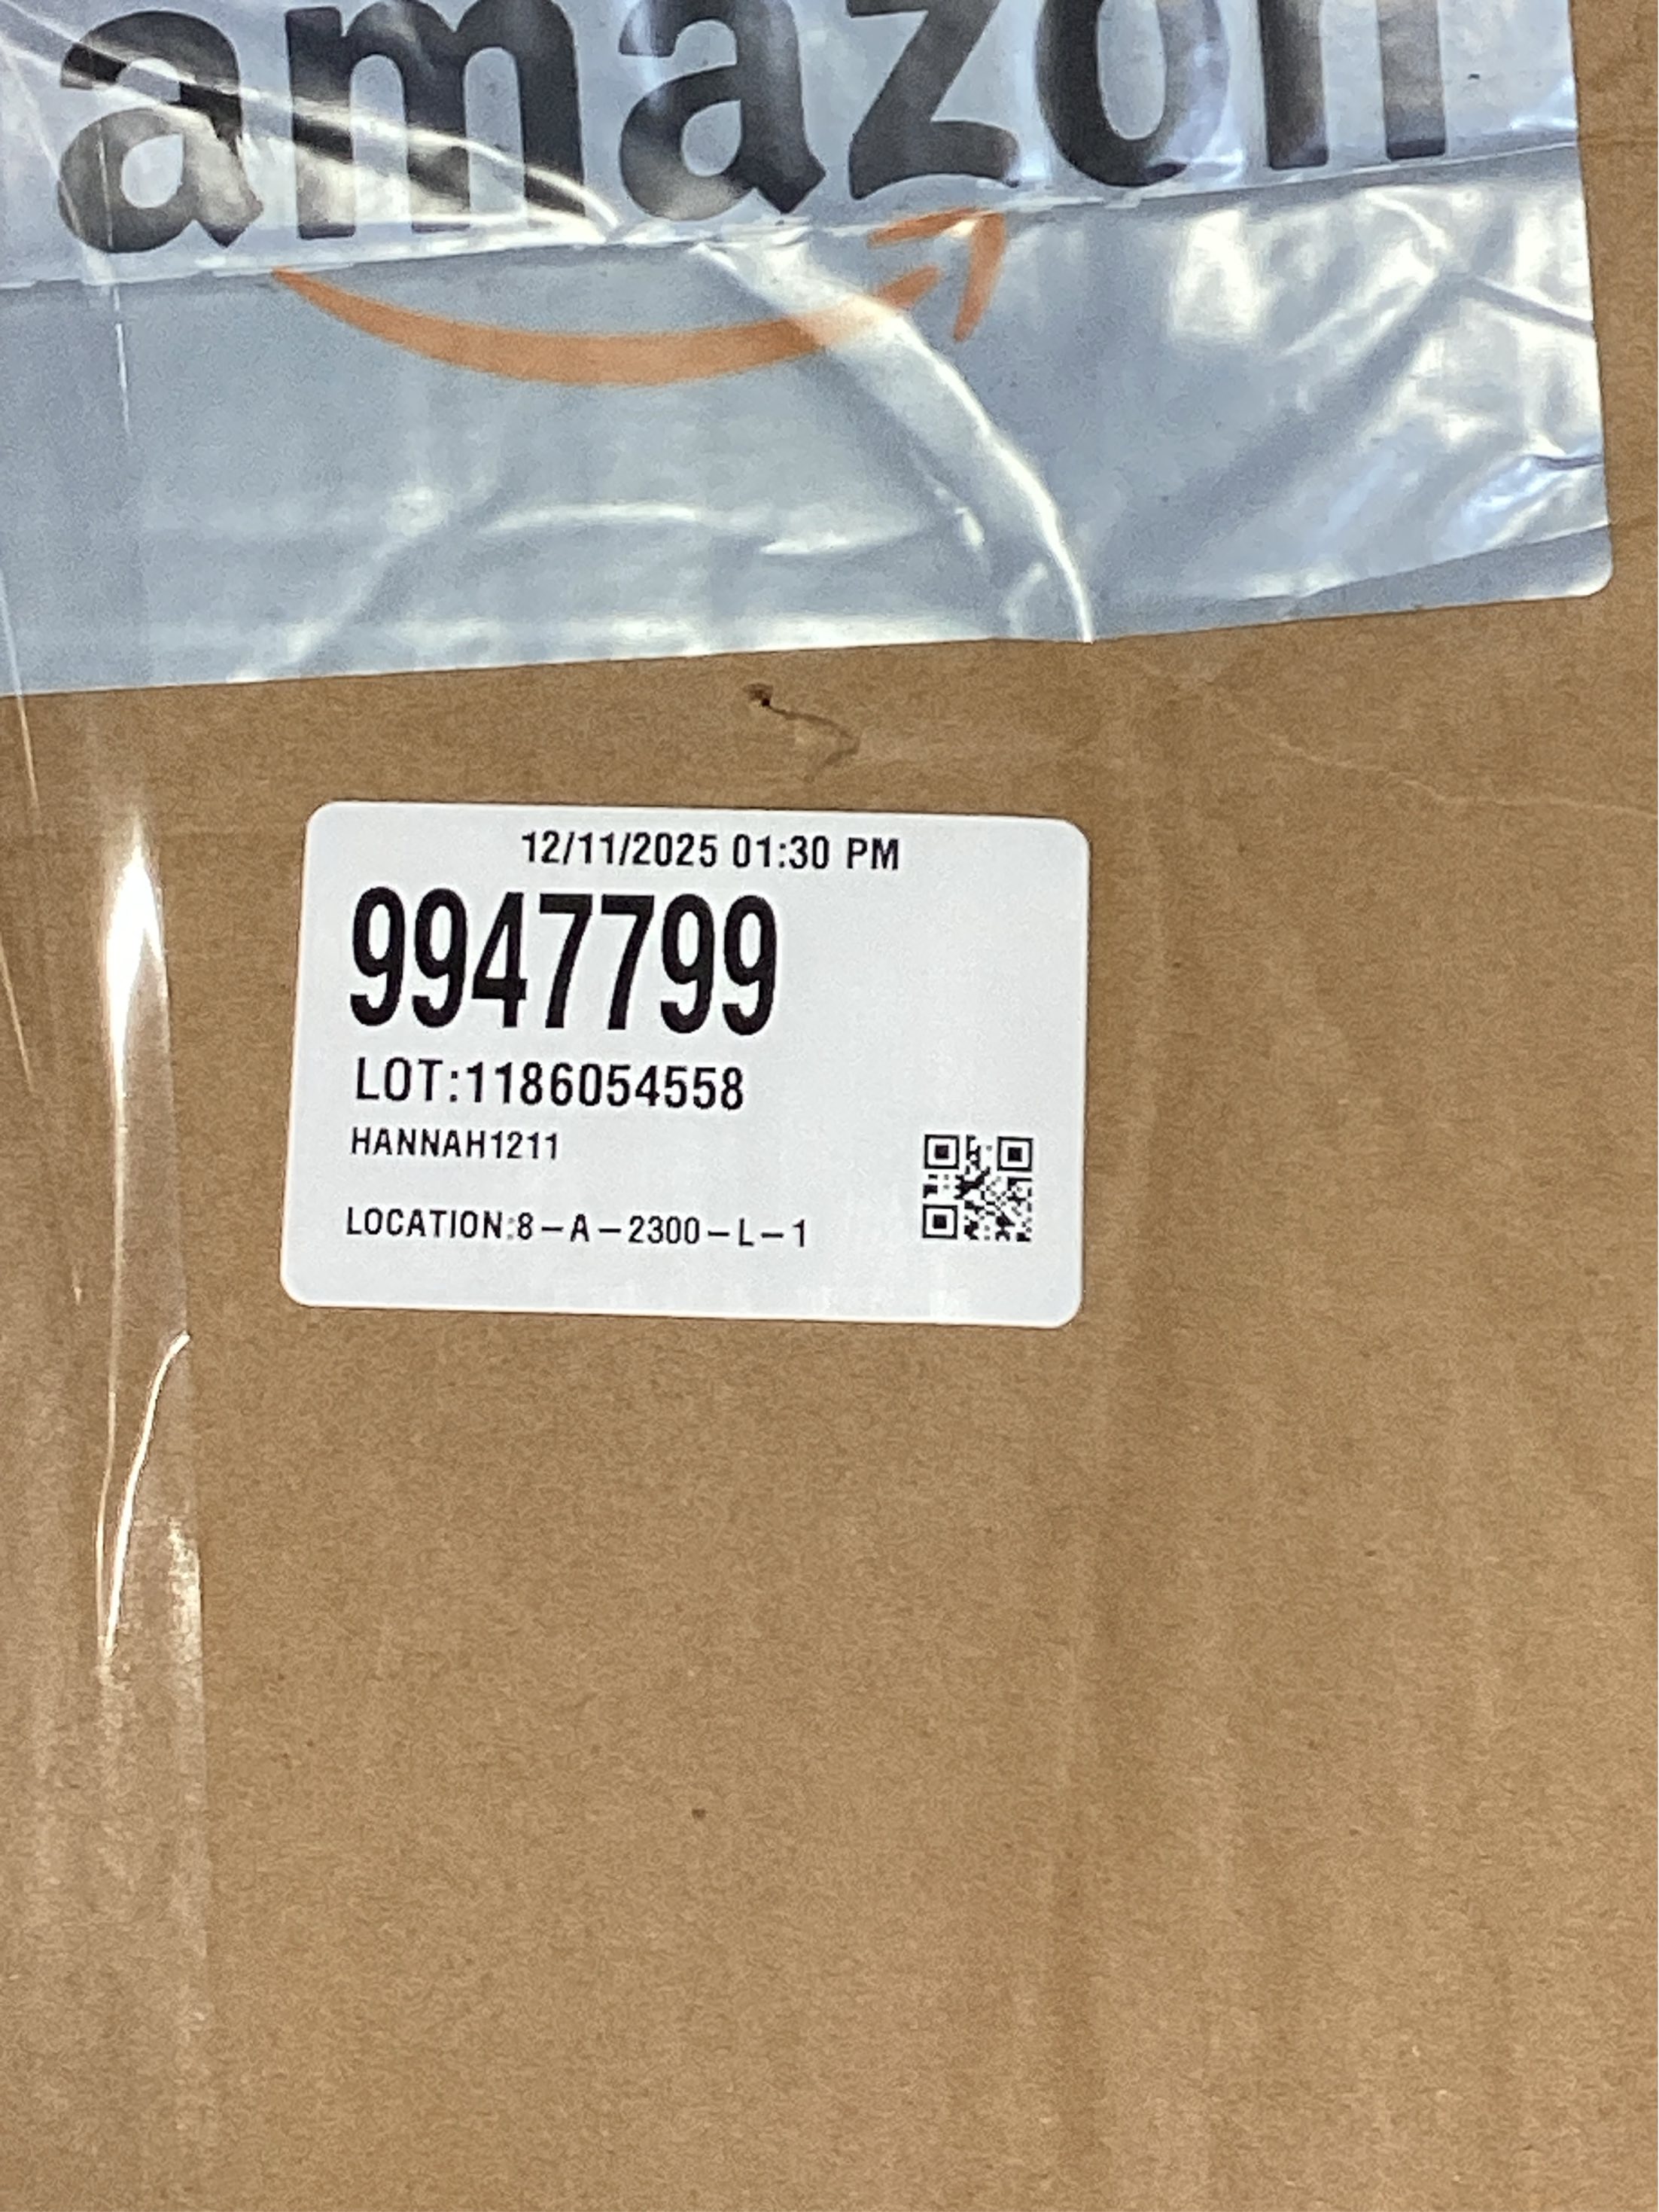 amazon
12/11/2025 01:30 PM
9947799
LOT:1186054558
HANNAH1211
LOCATION:8-A-2300-L-1